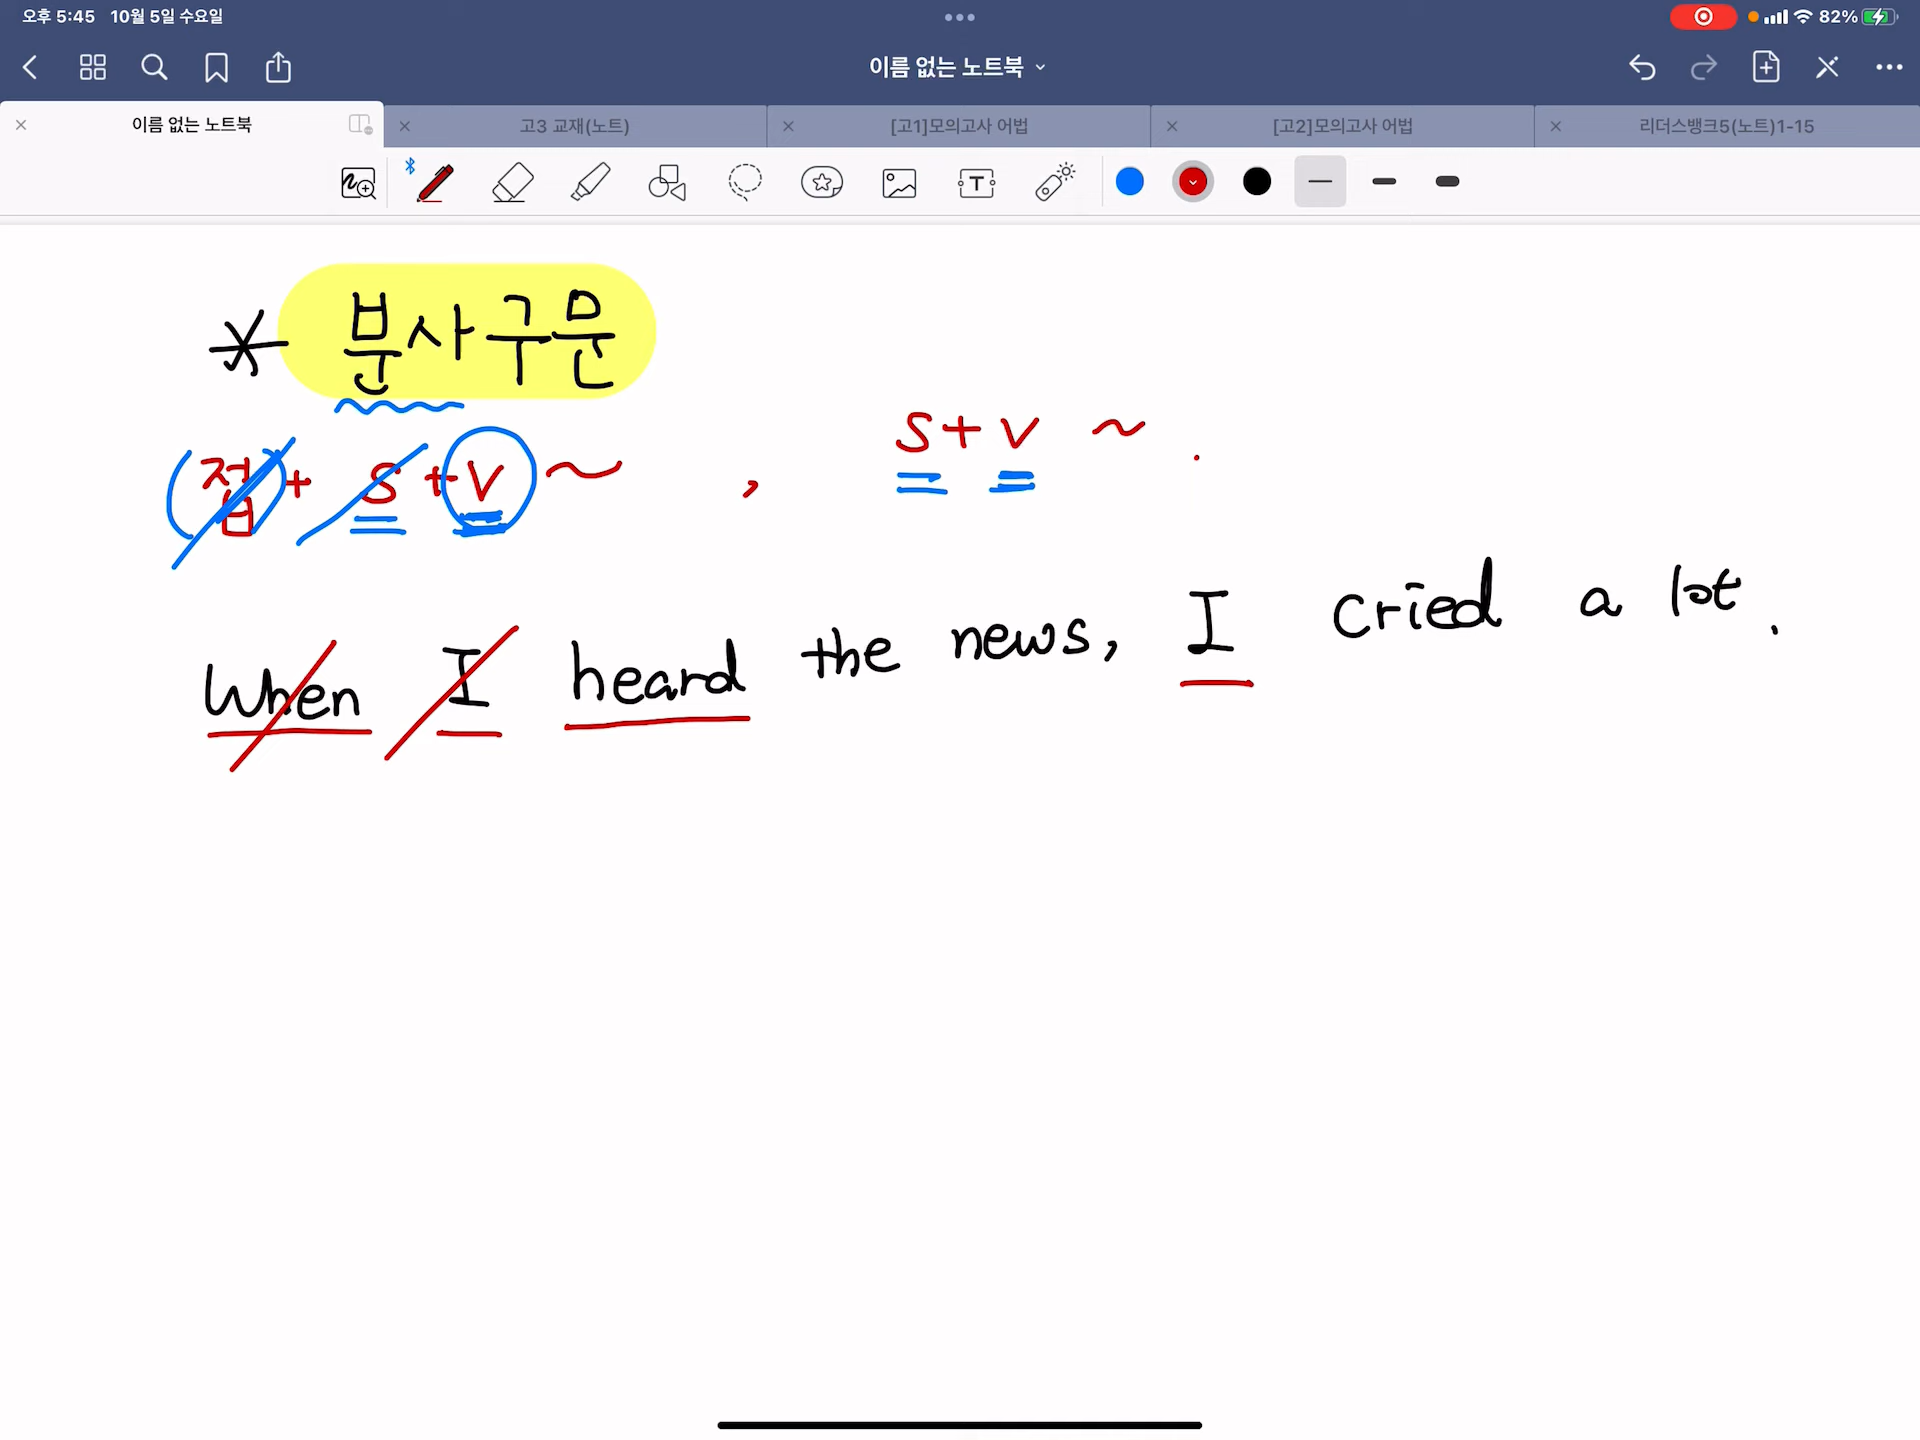 오후 5:45 10월 5일 수요일 82%
이름 없는 노트북
이름 없는 노트북 고3 교재(노트) [고1]모의고사 어법 [고2]모의고사 어법 리더스뱅크5(노트)1-15
* 분사구문
(접) + S + V ~ , S + V ~ .
When I heard the news, I cried a lot.